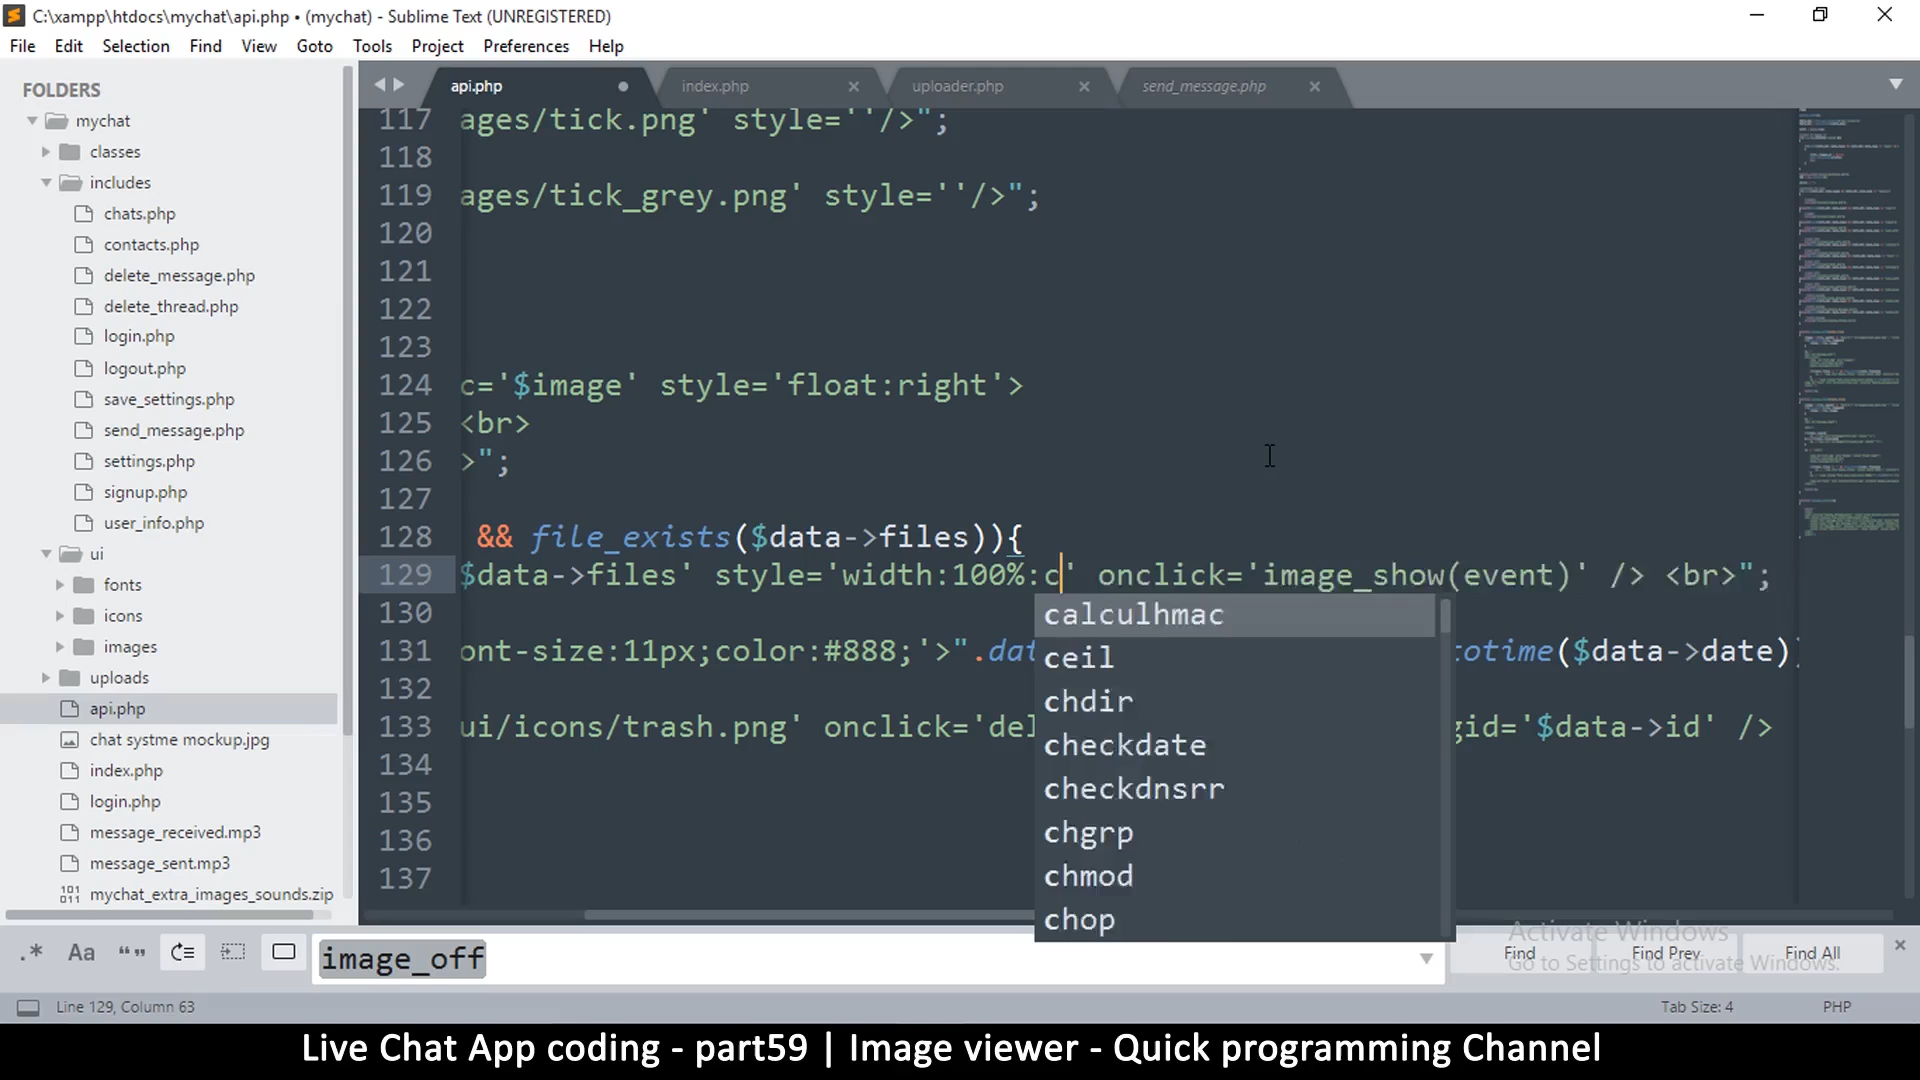 C:\xampp\htdocs\mychat\api.php • (mychat) - Sublime Text (UNREGISTERED)
File Edit Selection Find View Goto Tools Project Preferences Help
FOLDERS
mychat
classes
includes
chats.php
contacts.php
delete_message.php
delete_thread.php
login.php
logout.php
save_settings.php
send_message.php
settings.php
signup.php
user_info.php
ui
fonts
icons
images
uploads
api.php
chat systme mockup.jpg
index.php
login.php
message_received.mp3
message_sent.mp3
mychat_extra_images_sounds.zip
api.php index.php uploader.php send_message.php
117 ages/tick.png' style=''/>";
118
119 ages/tick_grey.png' style=''/>";
120
121
122
123
124 c='$image' style='float:right'>
125 <br>
126 >";
127
128 && file_exists($data->files)){
129 $data->files' style='width:100%:c' onclick='image_show(event)' /> <br>";
130
131 ont-size:11px;color:#888;'>".dat totime($data->date)
132
133 ui/icons/trash.png' onclick='del gid='$data->id' />
134
135
136
137
calculhmac
ceil
chdir
checkdate
checkdnsrr
chgrp
chmod
chop
.* Aa “” image_off Find Find Prev Find All
Activate Windows
Go to Settings to activate Windows.
Line 129, Column 63 Tab Size: 4 PHP
Live Chat App coding - part59 | Image viewer - Quick programming Channel